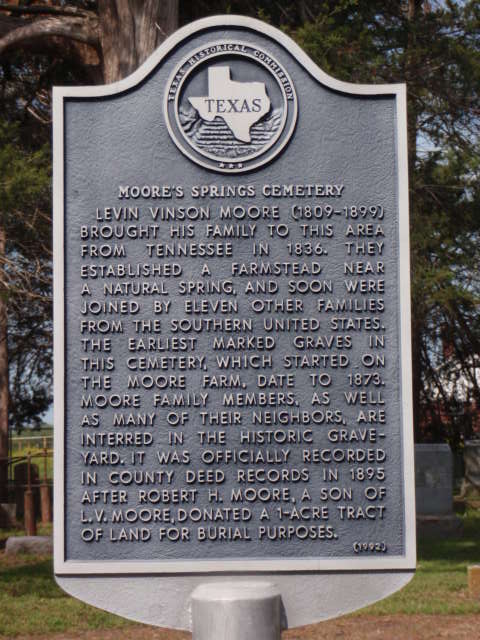 TEXAS HISTORICAL COMMISSION
TEXAS
MOORE'S SPRINGS CEMETERY
LEVIN VINSON MOORE (1809-1899)
BROUGHT HIS FAMILY TO THIS AREA
FROM TENNESSEE IN 1836. THEY
ESTABLISHED A FARMSTEAD NEAR
A NATURAL SPRING, AND SOON WERE
JOINED BY ELEVEN OTHER FAMILIES
FROM THE SOUTHERN UNITED STATES.
THE EARLIEST MARKED GRAVES IN
THIS CEMETERY, WHICH STARTED ON
THE MOORE FARM, DATE TO 1873.
MOORE FAMILY MEMBERS, AS WELL
AS MANY OF THEIR NEIGHBORS, ARE
INTERRED IN THE HISTORIC GRAVE-
YARD. IT WAS OFFICIALLY RECORDED
IN COUNTY DEED RECORDS IN 1895
AFTER ROBERT H. MOORE, A SON OF
L.V. MOORE, DONATED A 1-ACRE TRACT
OF LAND FOR BURIAL PURPOSES.
(1992)